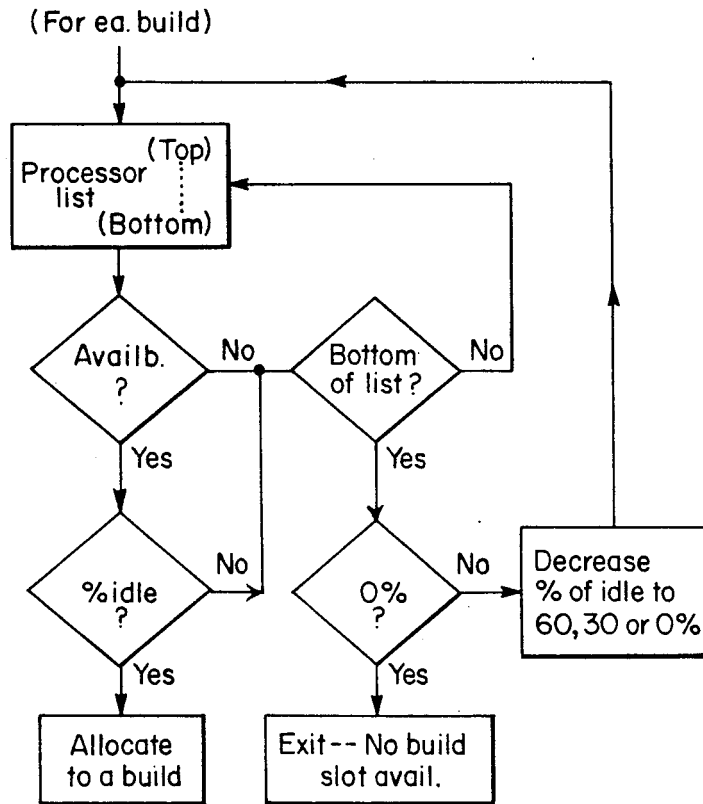 (For ea. build)
(Top)
Processor
list
(Bottom)
Availb.
?
No
Yes
Bottom
of list?
No
Yes
% idle
?
No
Yes
0%
?
No
Yes
Decrease
% of idle to
60, 30 or 0%
Allocate
to a build
Exit-- No build
slot avail.